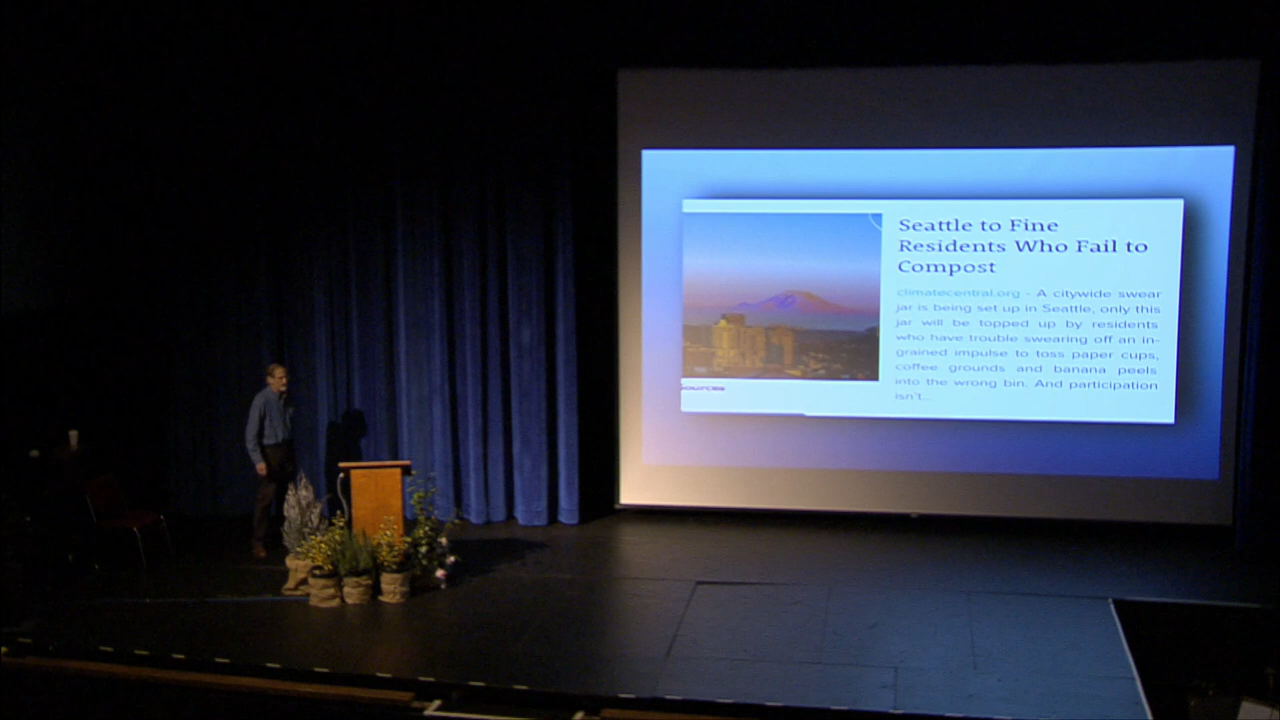 Seattle to Fine
Residents Who Fail to
Compost
climatecentral.org - A citywide swear
jar is being set up in Seattle, only this
jar will be topped up by residents
who have trouble swearing off an in-
grained impulse to toss paper cups,
coffee grounds and banana peels
into the wrong bin. And participation
isn't...